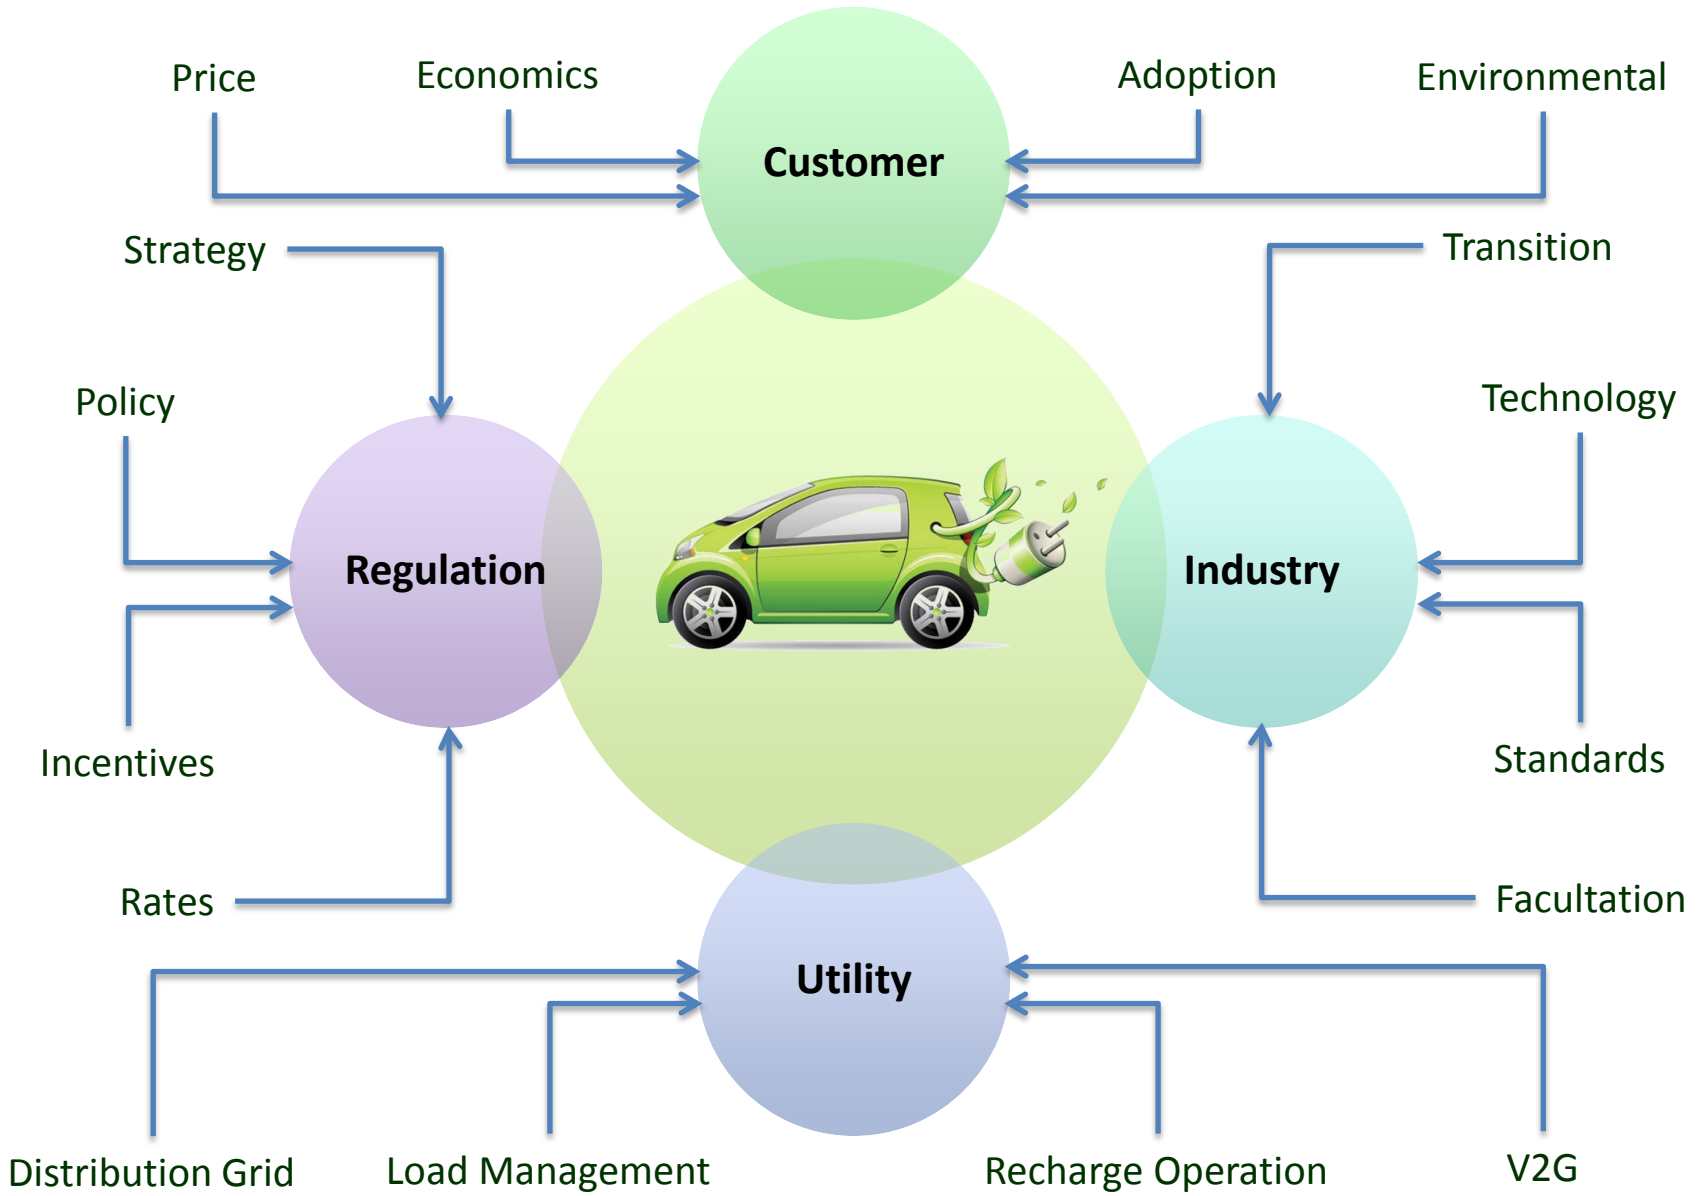 Price
Economics
Adoption
Environmental
Customer
Strategy
Transition
Policy
Technology
Regulation
Industry
Incentives
Standards
Rates
Facultation
Utility
Distribution Grid
Load Management
Recharge Operation
V2G